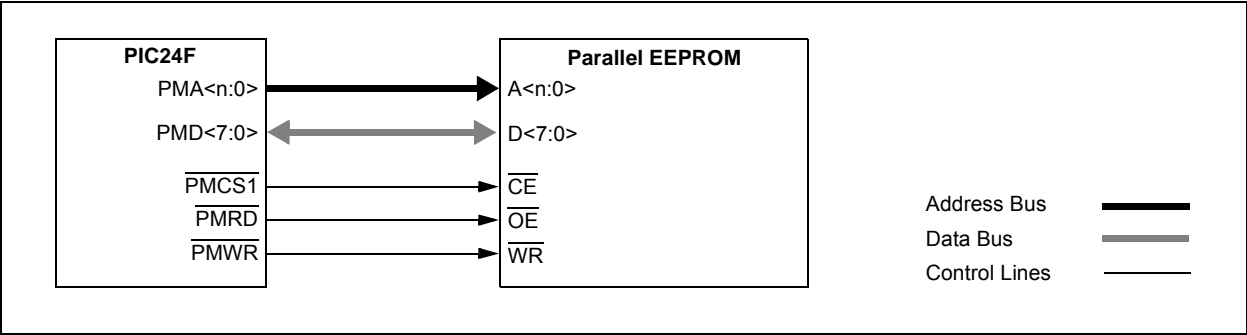 PIC24F
Parallel EEPROM
PMA<n:0>
A<n:0>
PMD<7:0>
D<7:0>
PMCS1
CE
PMRD
OE
PMWR
WR
Address Bus
Data Bus
Control Lines